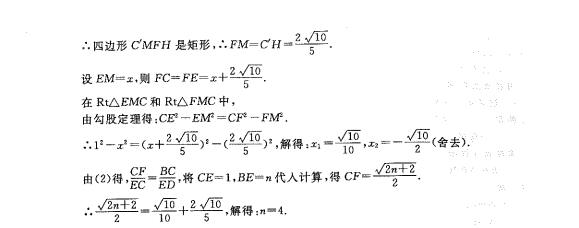 ∴四边形 C′MFH 是矩形,∴FM=C′H=2√10/5.
设 EM=x,则 FC=FE=x+2√10/5.
在 Rt△EMC 和 Rt△FMC 中,
由勾股定理得:CE²-EM²=CF²-FM².
∴1²-x²=(x+2√10/5)²-(2√10/5)²,解得:x₁=√10/10,x₂=-√10/2(舍去).
由(2)得,CF/EC=BC/ED,将 CE=1,BE=n 代入计算,得 CF=√(2n+2)/2.
∴√(2n+2)/2=√10/10+2√10/5,解得:n=4.